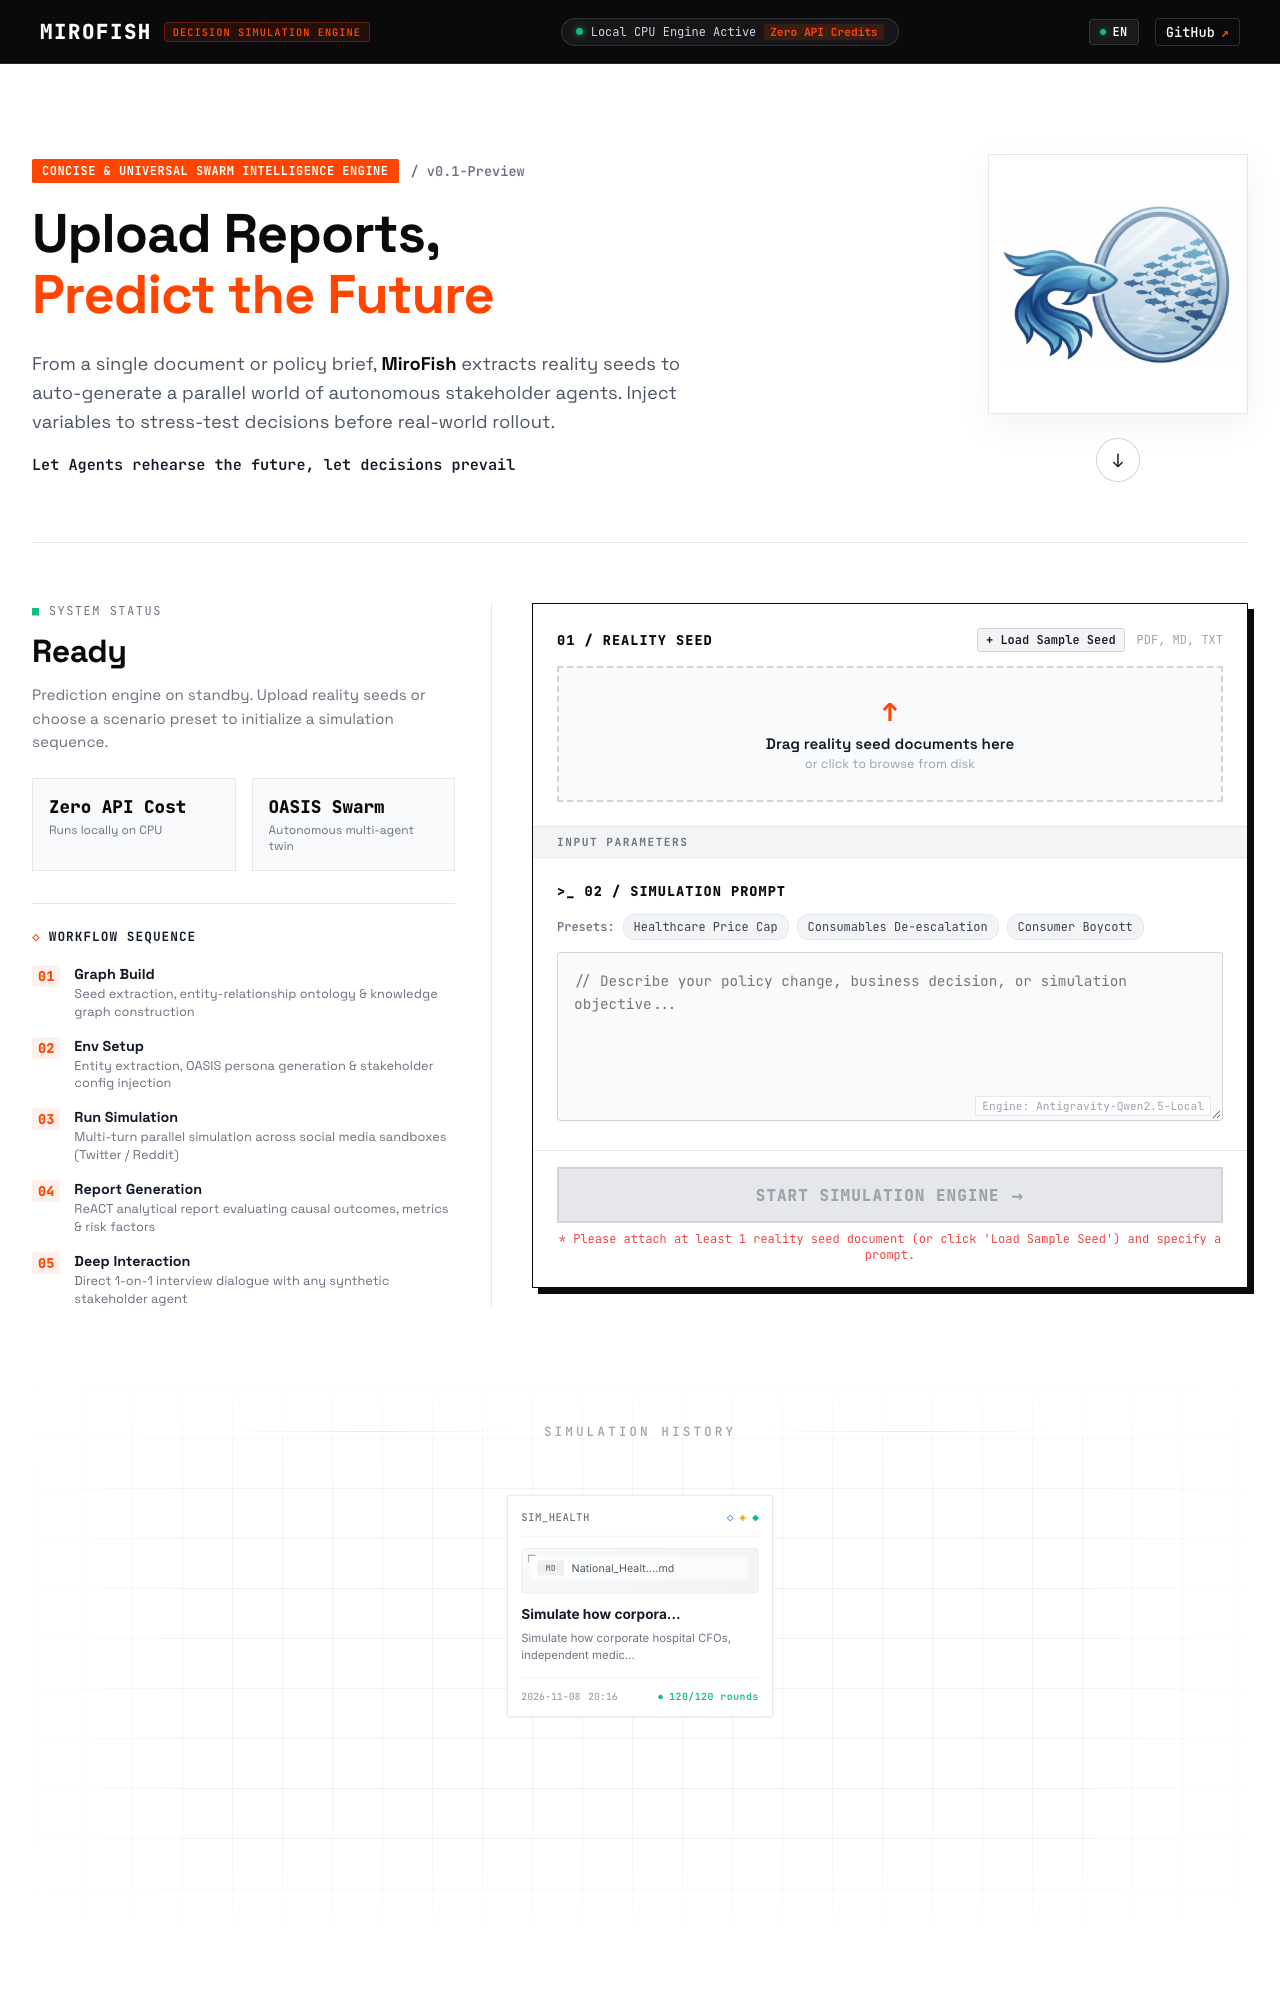 MIROFISH
DECISION SIMULATION ENGINE
Local CPU Engine Active
Zero API Credits
EN
GitHub ↗
CONCISE & UNIVERSAL SWARM INTELLIGENCE ENGINE
/ v0.1-Preview
Upload Reports,
Predict the Future
From a single document or policy brief, MiroFish extracts reality seeds to
auto-generate a parallel world of autonomous stakeholder agents. Inject
variables to stress-test decisions before real-world rollout.
Let Agents rehearse the future, let decisions prevail
↓
■ SYSTEM STATUS
Ready
Prediction engine on standby. Upload reality seeds or
choose a scenario preset to initialize a simulation
sequence.
Zero API Cost
Runs locally on CPU
OASIS Swarm
Autonomous multi-agent
twin
◇ WORKFLOW SEQUENCE
01
Graph Build
Seed extraction, entity-relationship ontology & knowledge
graph construction
02
Env Setup
Entity extraction, OASIS persona generation & stakeholder
config injection
03
Run Simulation
Multi-turn parallel simulation across social media sandboxes
(Twitter / Reddit)
04
Report Generation
ReACT analytical report evaluating causal outcomes, metrics
& risk factors
05
Deep Interaction
Direct 1-on-1 interview dialogue with any synthetic
stakeholder agent
01 / REALITY SEED
+ Load Sample Seed
PDF, MD, TXT
↑
Drag reality seed documents here
or click to browse from disk
INPUT PARAMETERS
>_ 02 / SIMULATION PROMPT
Presets:
Healthcare Price Cap
Consumables De-escalation
Consumer Boycott
// Describe your policy change, business decision, or simulation
objective...
Engine: Antigravity-Qwen2.5-Local
START SIMULATION ENGINE →
* Please attach at least 1 reality seed document (or click 'Load Sample Seed') and specify a
prompt.
SIMULATION HISTORY
SIM_HEALTH
◇ ◈ ◆
MD
National_Healt....md
Simulate how corpora...
Simulate how corporate hospital CFOs,
independent medic...
2026-11-08 20:16
● 120/120 rounds